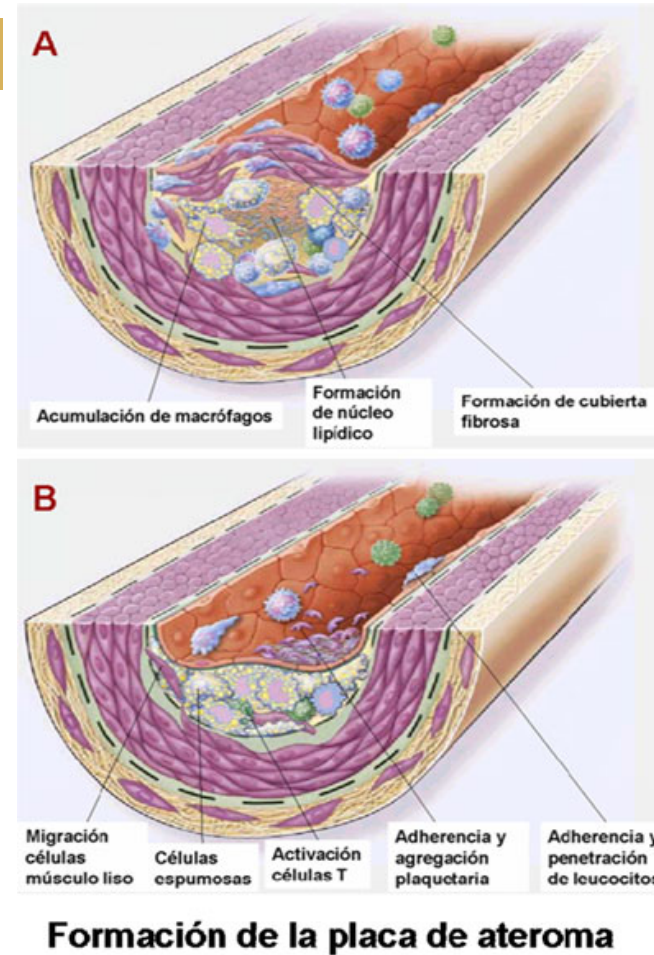 A
Acumulación de macrófagos
Formación
de núcleo
lipídico
Formación de cubierta
fibrosa
B
Migración
células
músculo liso
Células
espumosas
Activación
células T
Adherencia y
agregación
plaquetaria
Adherencia y
penetración
de leucocitos
Formación de la placa de ateroma